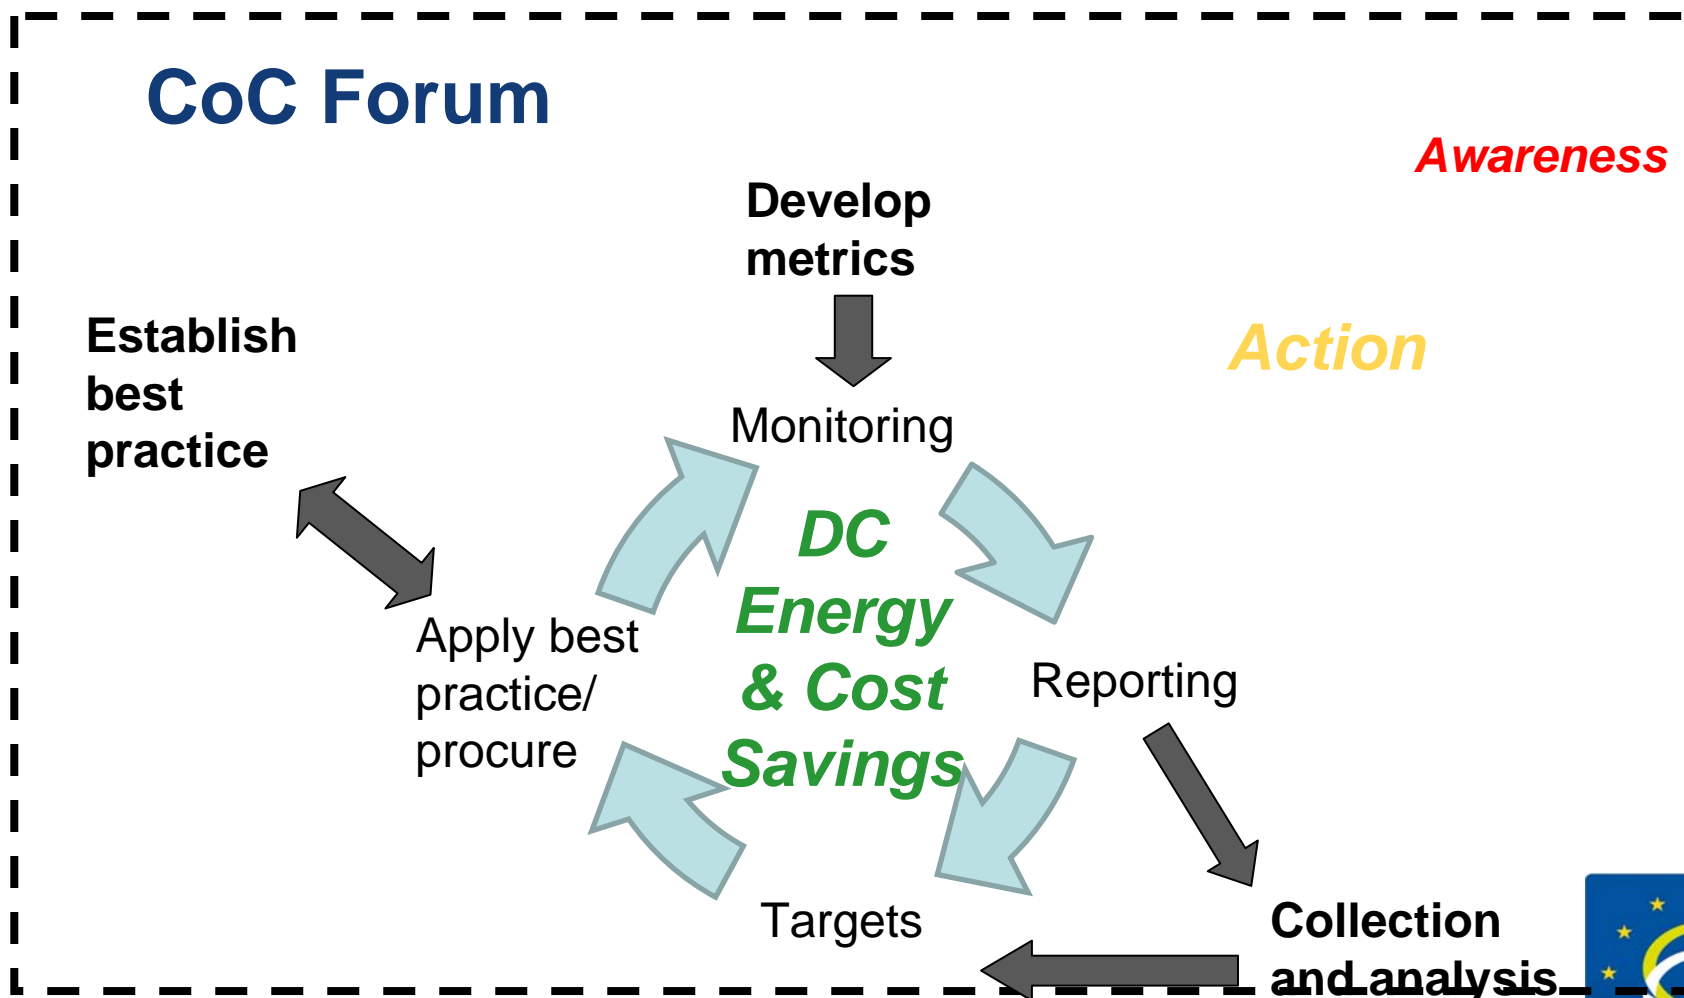 CoC Forum
Awareness
Develop
metrics
Establish
best
practice
Action
Monitoring
DC
Energy
& Cost
Savings
Apply best
practice/
procure
Reporting
Targets
Collection
and analysis